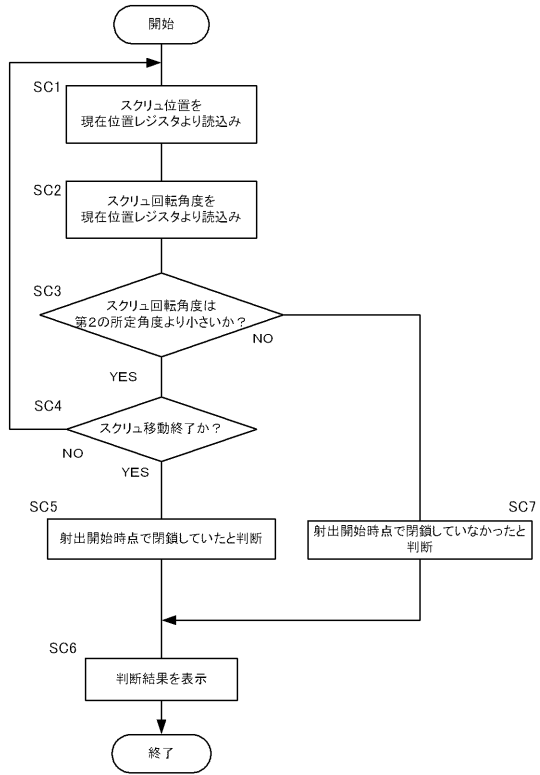 開始
SC1
スクリュ位置を
現在位置レジスタより読込み
SC2
スクリュ回転角度を
現在位置レジスタより読込み
SC3
スクリュ回転角度は
第2の所定角度より小さいか？
NO
YES
SC4
スクリュ移動終了か？
NO
YES
SC5
射出開始時点で閉鎖していたと判断
SC7
射出開始時点で閉鎖していなかったと
判断
SC6
判断結果を表示
終了